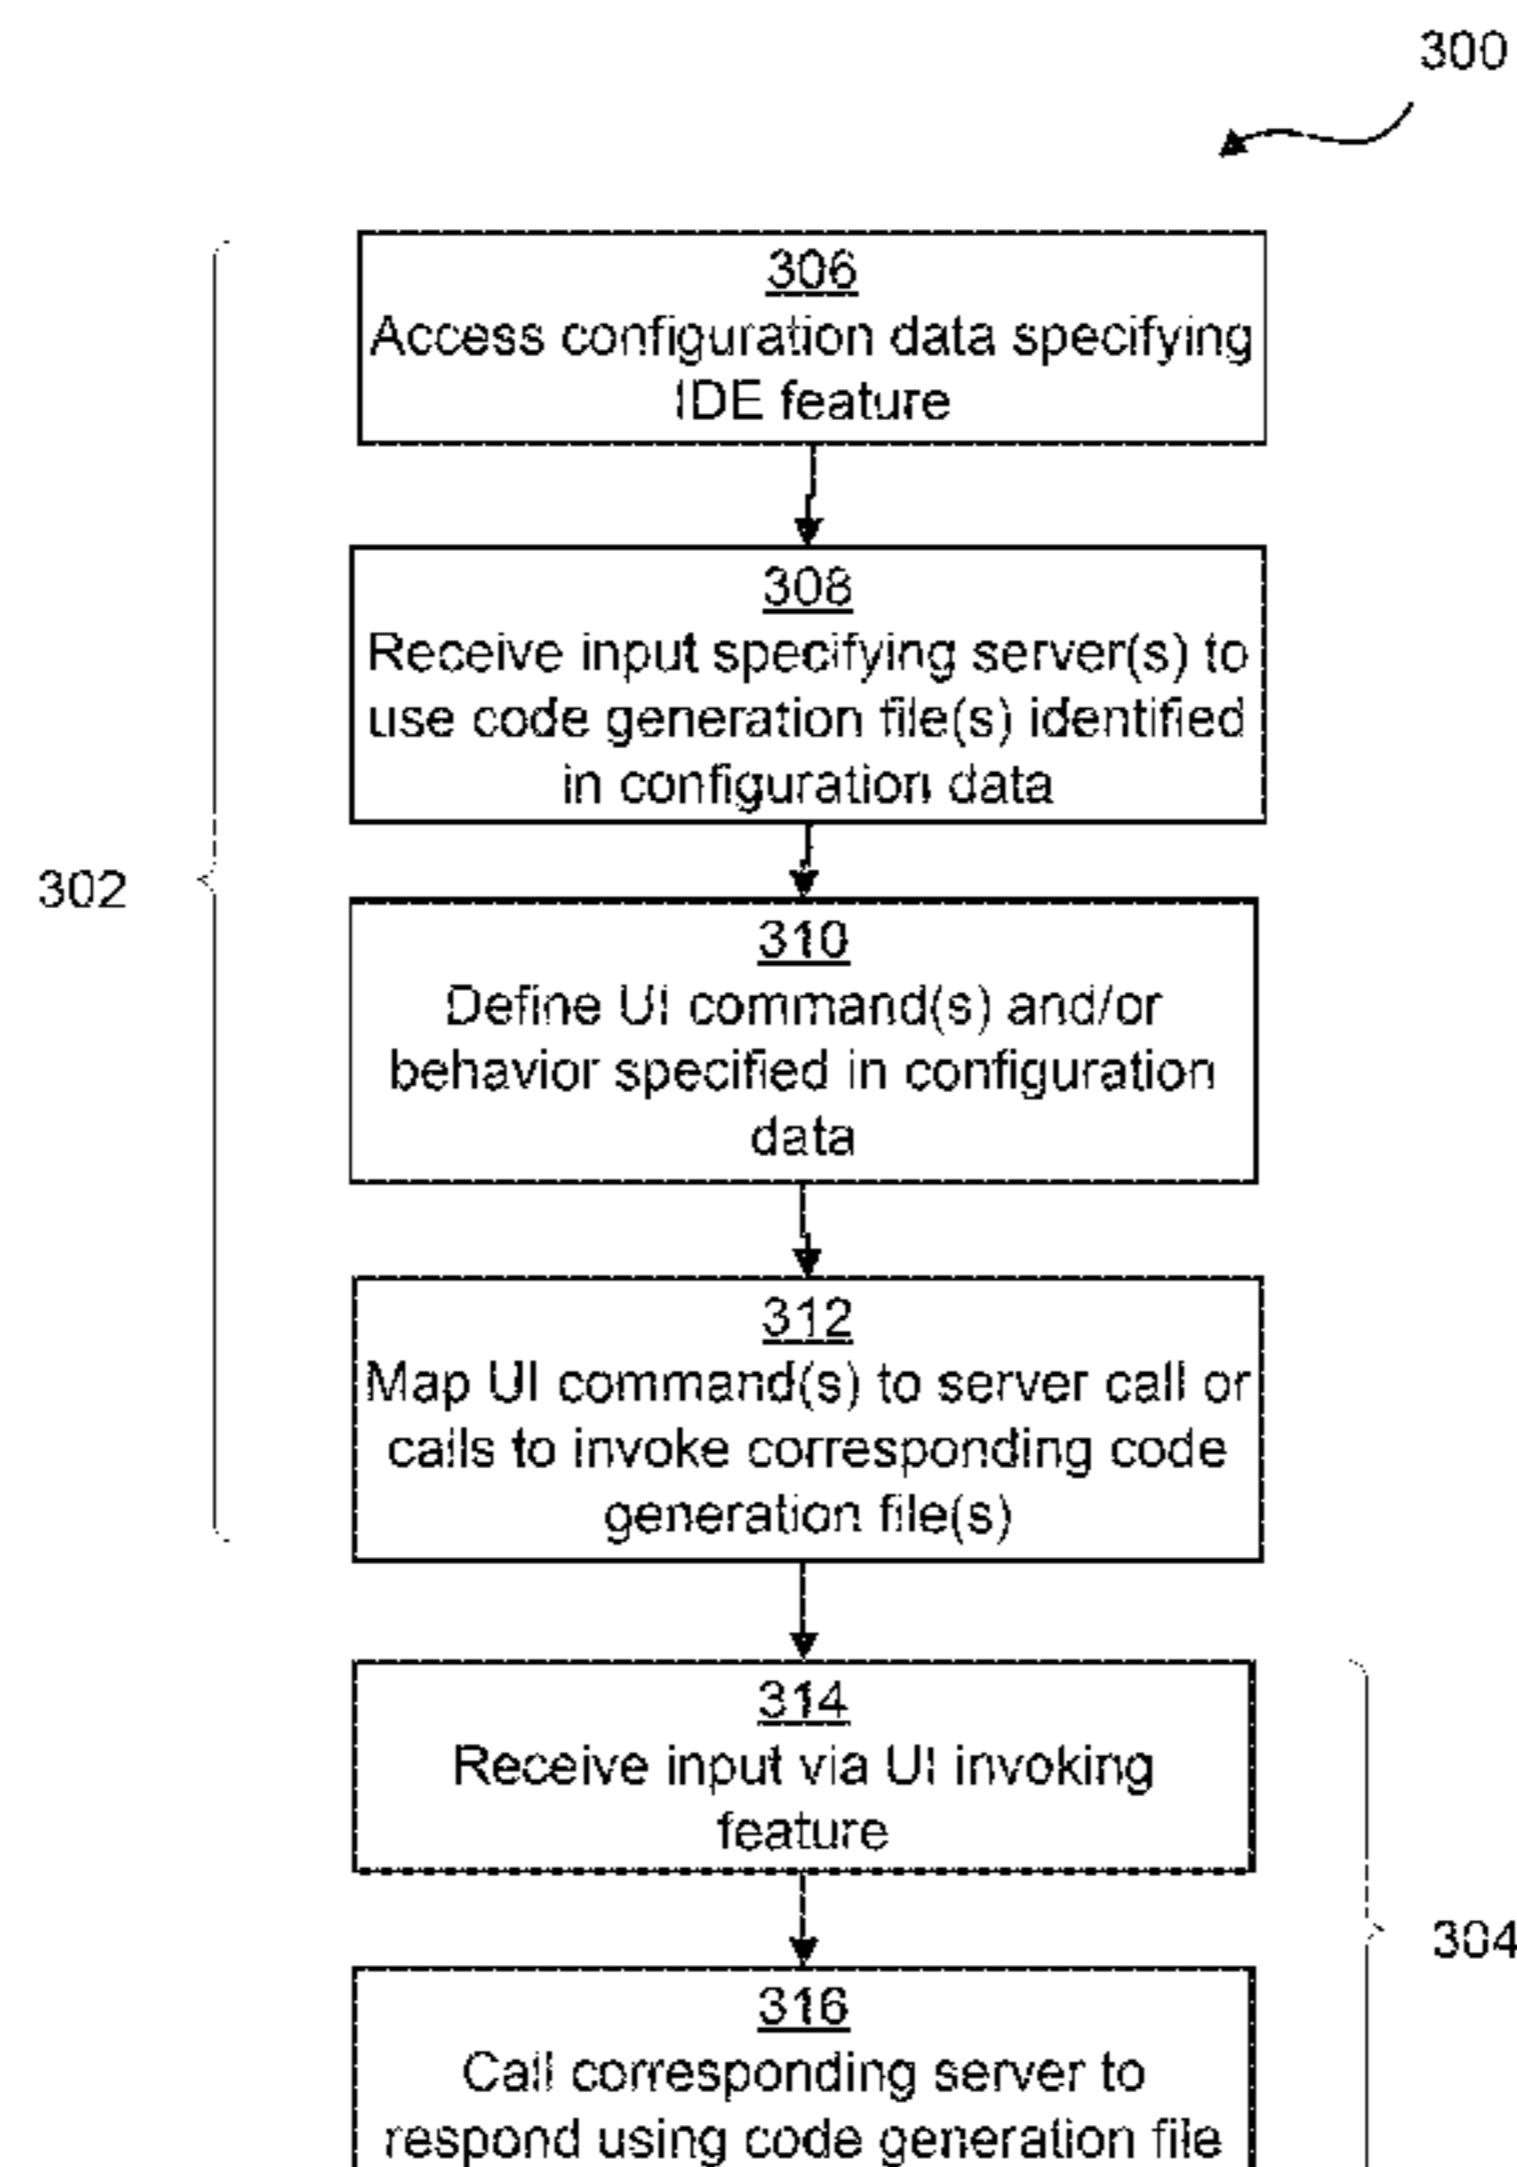 300
306
Access configuration data specifying
IDE feature
308
Receive input specifying server(s) to
use code generation file(s) identified
in configuration data
302
310
Define UI command(s) and/or
behavior specified in configuration
data
312
Map UI command(s) to server call or
calls to invoke corresponding code
generation file(s)
314
Receive input via UI invoking
feature
304
316
Call corresponding server to
respond using code generation file